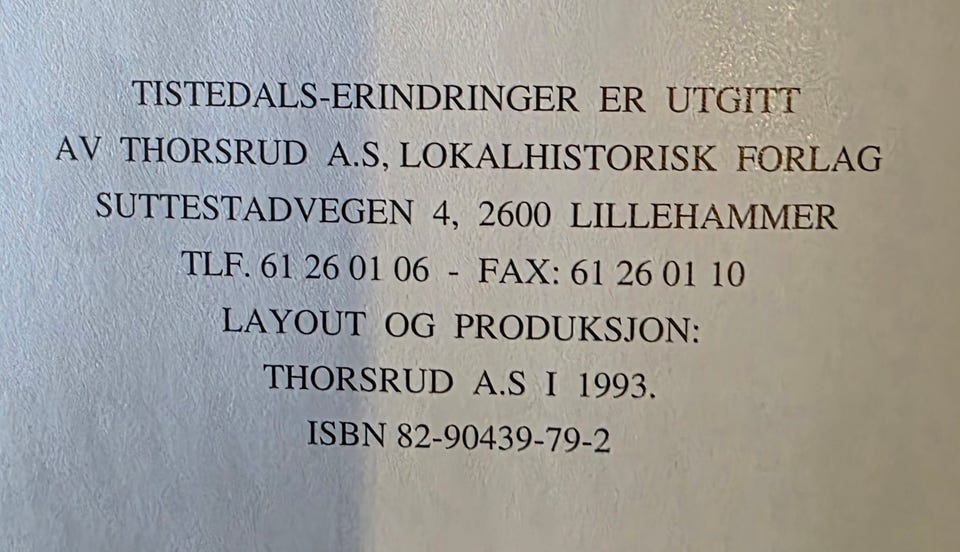 TISTEDALS-ERINDRINGER ER UTGITT
AV THORSRUD A.S, LOKALHISTORISK FORLAG
SUTTESTADVEGEN 4, 2600 LILLEHAMMER
TLF. 61 26 01 06 - FAX: 61 26 01 10
LAYOUT OG PRODUKSJON:
THORSRUD A.S I 1993.
ISBN 82-90439-79-2